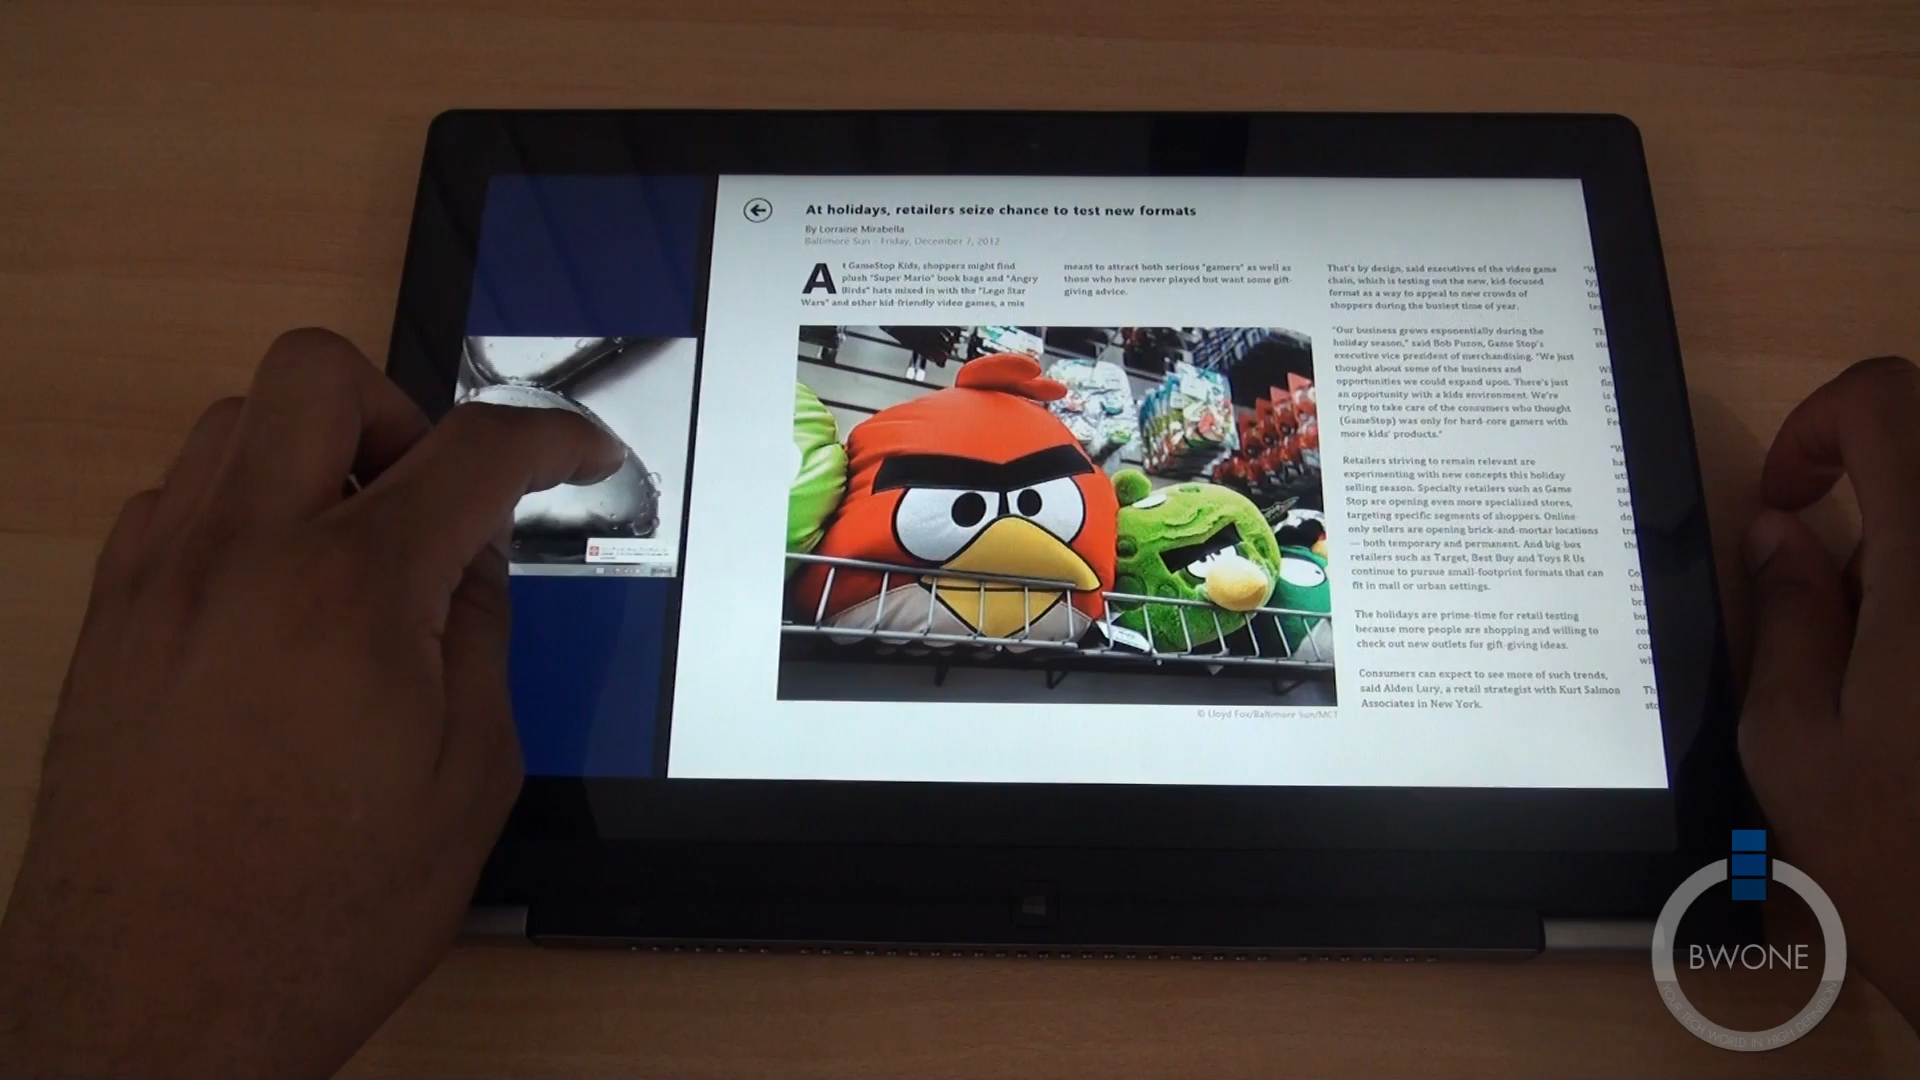 At holidays, retailers seize chance to test new formats
By Lorraine Mirabella
Baltimore Sun - Friday, December 7, 2012
At GameStop Kids, shoppers might find
plush "Super Mario" book bags and "Angry
Birds" hats mixed in with the "Lego Star
Wars" and other kid-friendly video games, a mix
meant to attract both serious "gamers" as well as
those who have never played but want some gift-
giving advice.
© Lloyd Fox/Baltimore Sun/MCT
That's by design, said executives of the video game
chain, which is testing out the new, kid-focused
format as a way to appeal to new crowds of
shoppers during the busiest time of year.
"Our business grows exponentially during the
holiday season," said Bob Puzon, Game Stop's
executive vice president of merchandising. "We just
thought about some of the business and
opportunities we could expand upon. There's just
an opportunity with a kids environment. We're
trying to take care of the consumers who thought
(GameStop) was only for hard-core gamers with
more kids' products."
Retailers striving to remain relevant are
experimenting with new concepts this holiday
selling season. Specialty retailers such as Game
Stop are opening even more specialized stores,
targeting specific segments of shoppers. Online-
only sellers are opening brick-and-mortar locations
— both temporary and permanent. And big-box
retailers such as Target, Best Buy and Toys R Us
continue to pursue small-footprint formats that can
fit in mall or urban settings.
The holidays are prime-time for retail testing
because more people are shopping and willing to
check out new outlets for gift-giving ideas.
Consumers can expect to see more of such trends,
said Alden Lury, a retail strategist with Kurt Salmon
Associates in New York.
BWONE
YOUR TECH WORLD IN HIGH DEFINITION